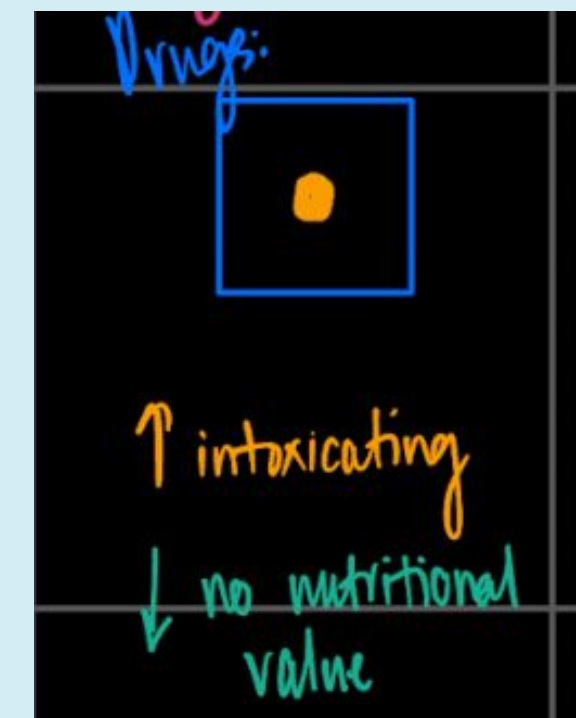 Drugs:
↑ intoxicating
↓ no nutritional
value